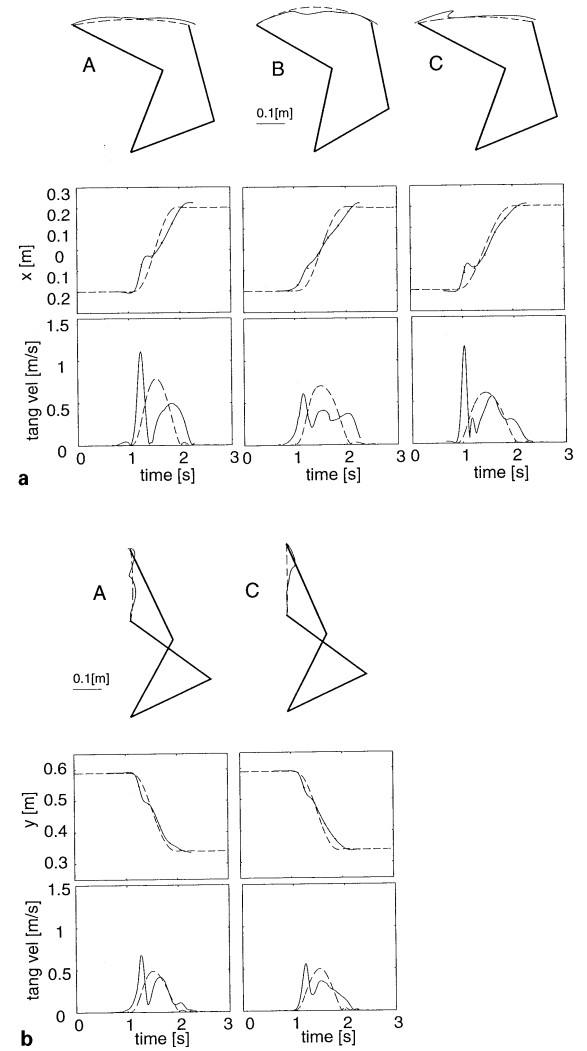 A
B
C
0.1[m]
0.3
0.2
0.1
0
0.1
0.2
x [m]
1.5
1
0.5
0
tang vel [m/s]
0 1 2 3 0 1 2 3 0 1 2 3
time [s] time [s] time [s]
a
A
C
0.1[m]
0.6
0.5
0.4
0.3
y [m]
1.5
1
0.5
0
tang vel [m/s]
0 1 2 3 0 1 2 3
time [s] time [s]
b